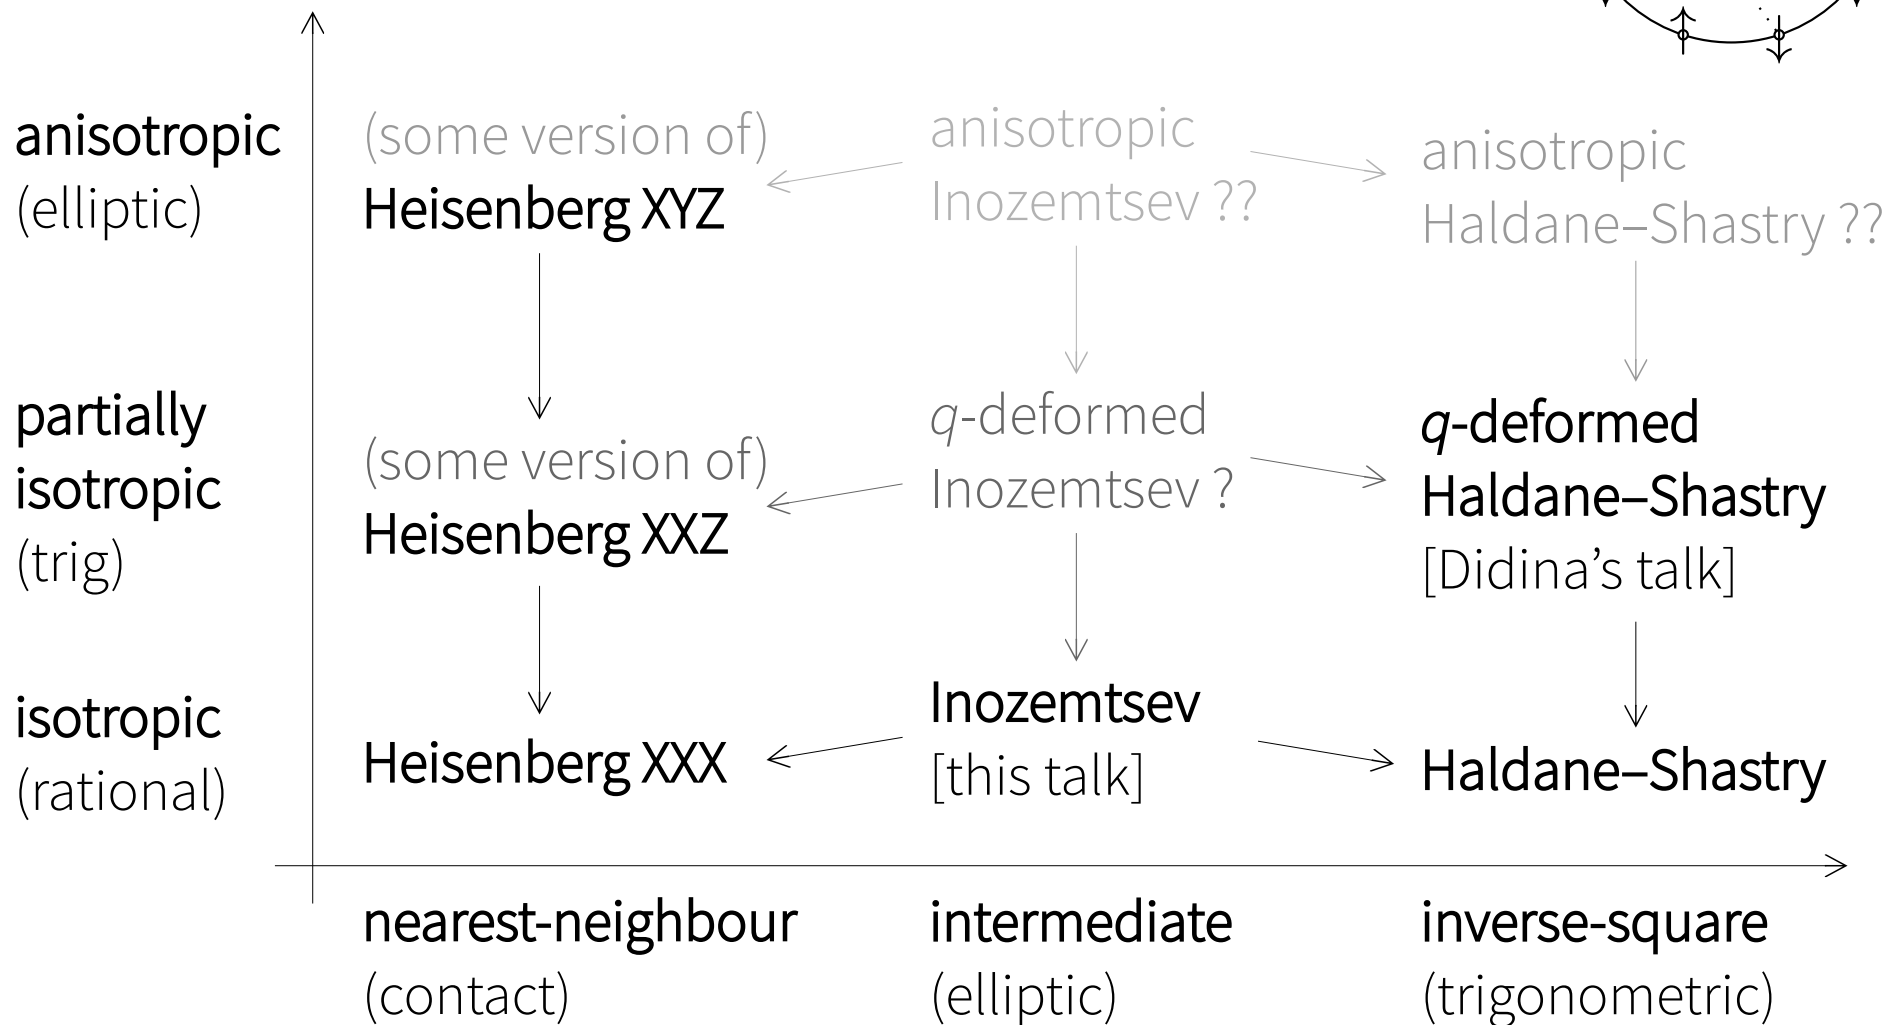 anisotropic
(elliptic)
(some version of)
Heisenberg XYZ
anisotropic
Inozemtsev ??
anisotropic
Haldane–Shastry ??
partially
isotropic
(trig)
(some version of)
Heisenberg XXZ
q-deformed
Inozemtsev ?
q-deformed
Haldane–Shastry
[Didina’s talk]
isotropic
(rational)
Heisenberg XXX
Inozemtsev
[this talk]
Haldane–Shastry
nearest-neighbour
(contact)
intermediate
(elliptic)
inverse-square
(trigonometric)